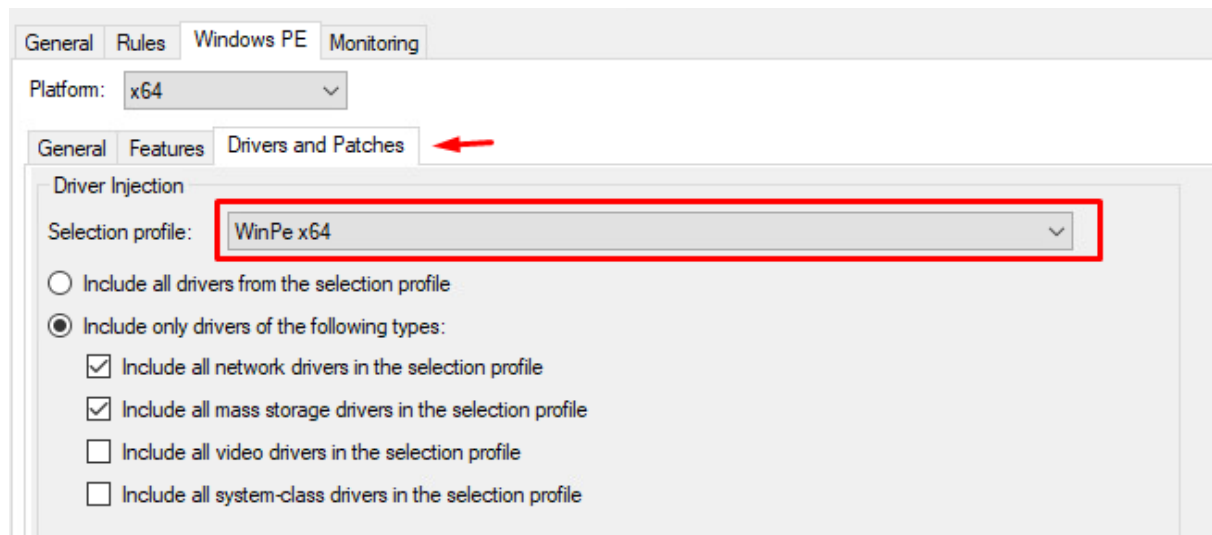 General Rules Windows PE Monitoring
Platform: x64
General Features Drivers and Patches
Driver Injection
Selection profile: WinPe x64
Include all drivers from the selection profile
Include only drivers of the following types:
Include all network drivers in the selection profile
Include all mass storage drivers in the selection profile
Include all video drivers in the selection profile
Include all system-class drivers in the selection profile